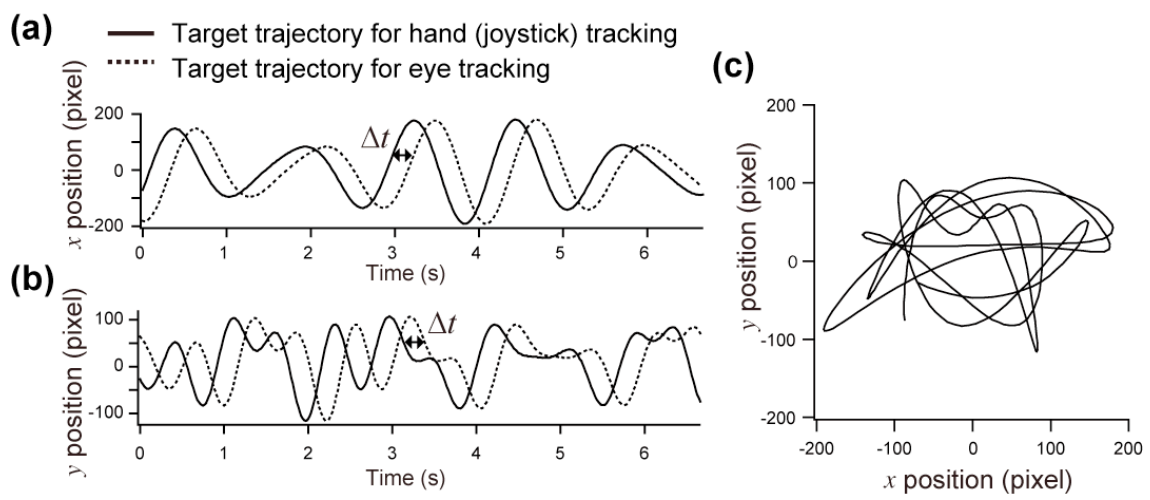 (a)
Target trajectory for hand (joystick) tracking
Target trajectory for eye tracking
x position (pixel)
200
0
-200
Δt
0 1 2 3 4 5 6
Time (s)
(b)
y position (pixel)
100
0
-100
Δt
0 1 2 3 4 5 6
Time (s)
(c)
y position (pixel)
200
100
0
-100
-200
-200 -100 0 100 200
x position (pixel)